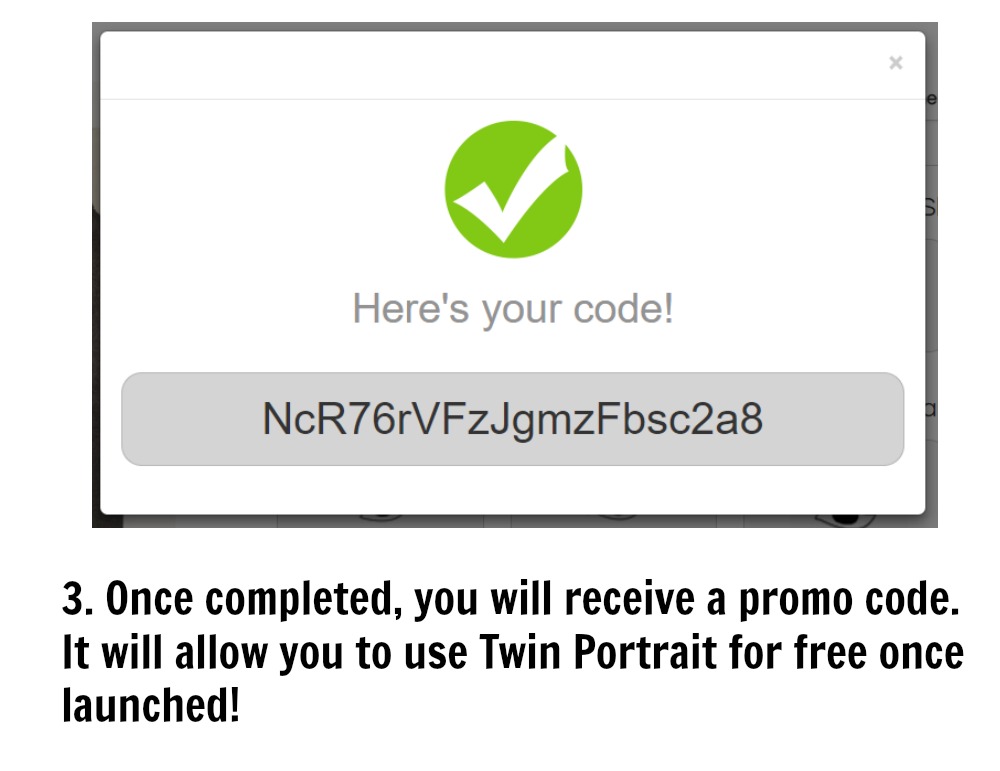 ×
e
Here's your code!
NcR76rVFzJgmzFbsc2a8
3. Once completed, you will receive a promo code.
It will allow you to use Twin Portrait for free once
launched!